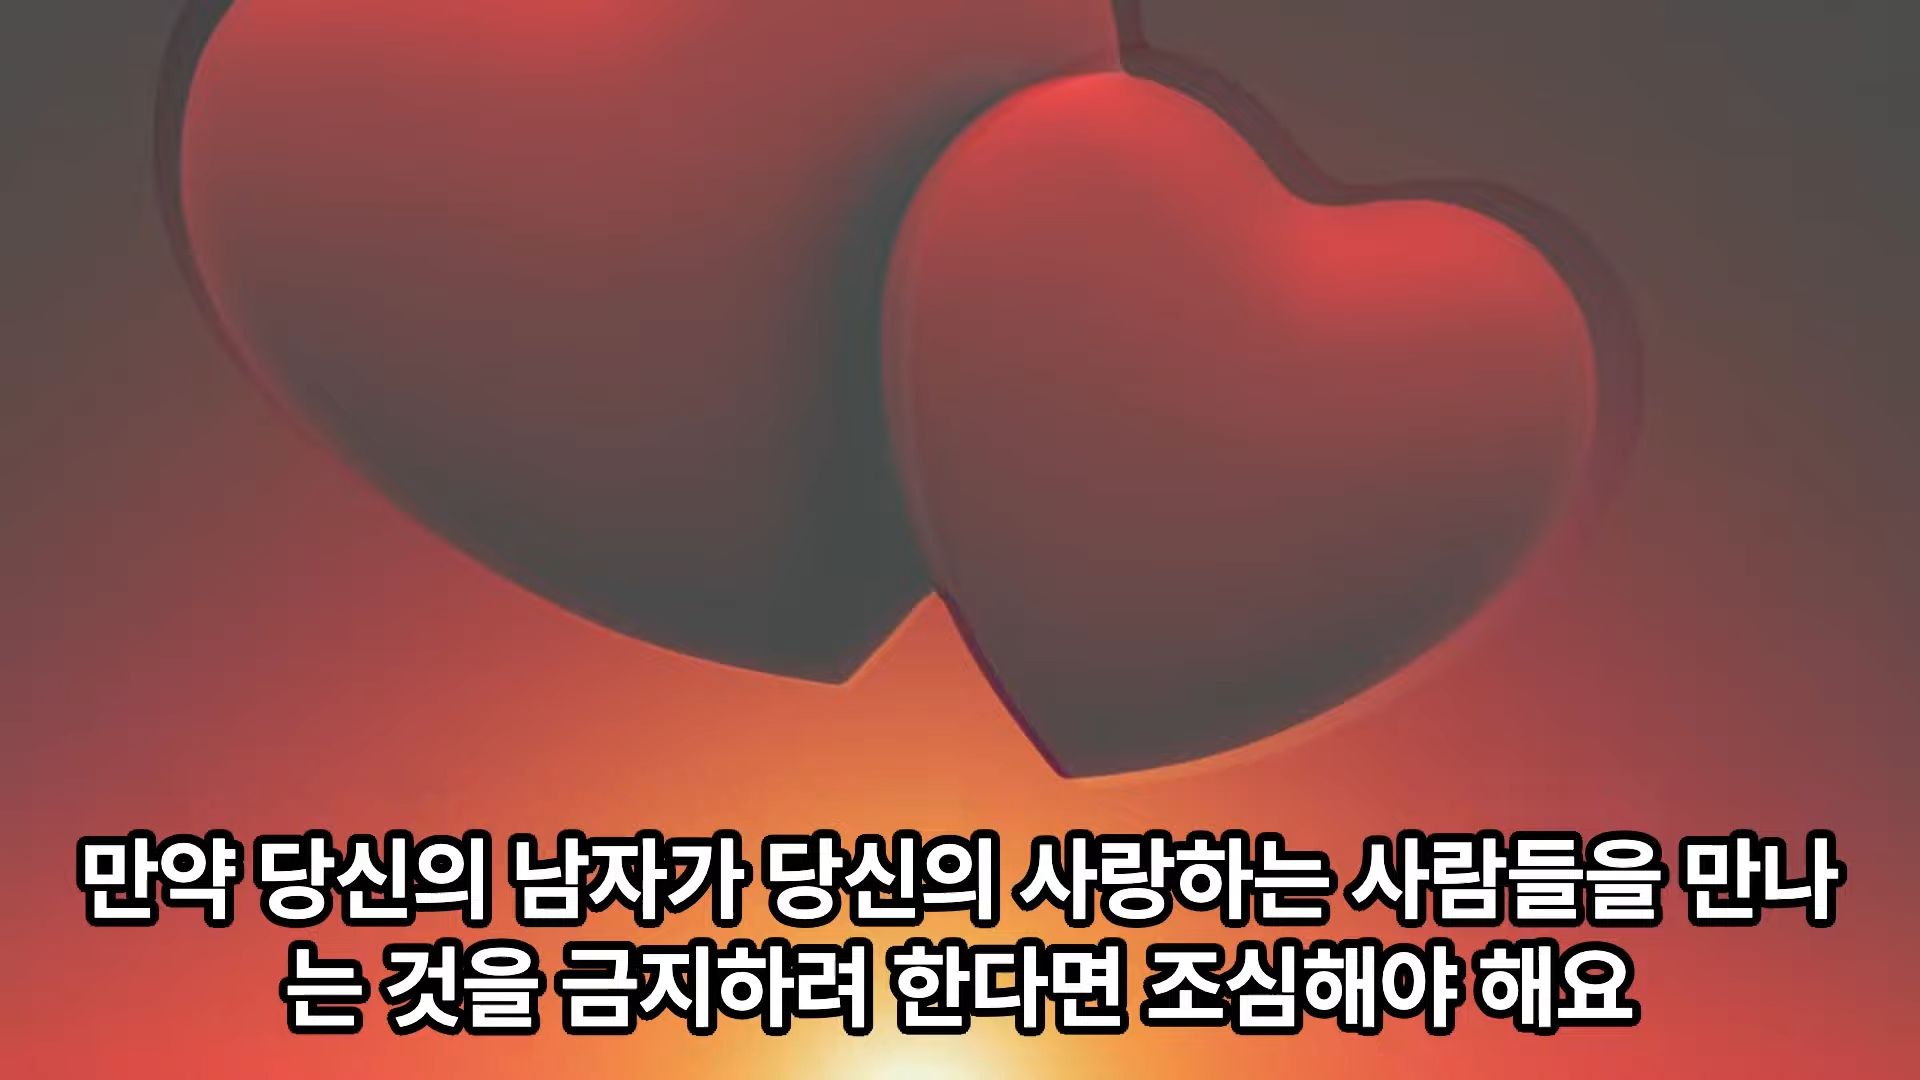 만약 당신의 남자가 당신의 사랑하는 사람들을 만나
는 것을 금지하려 한다면 조심해야 해요